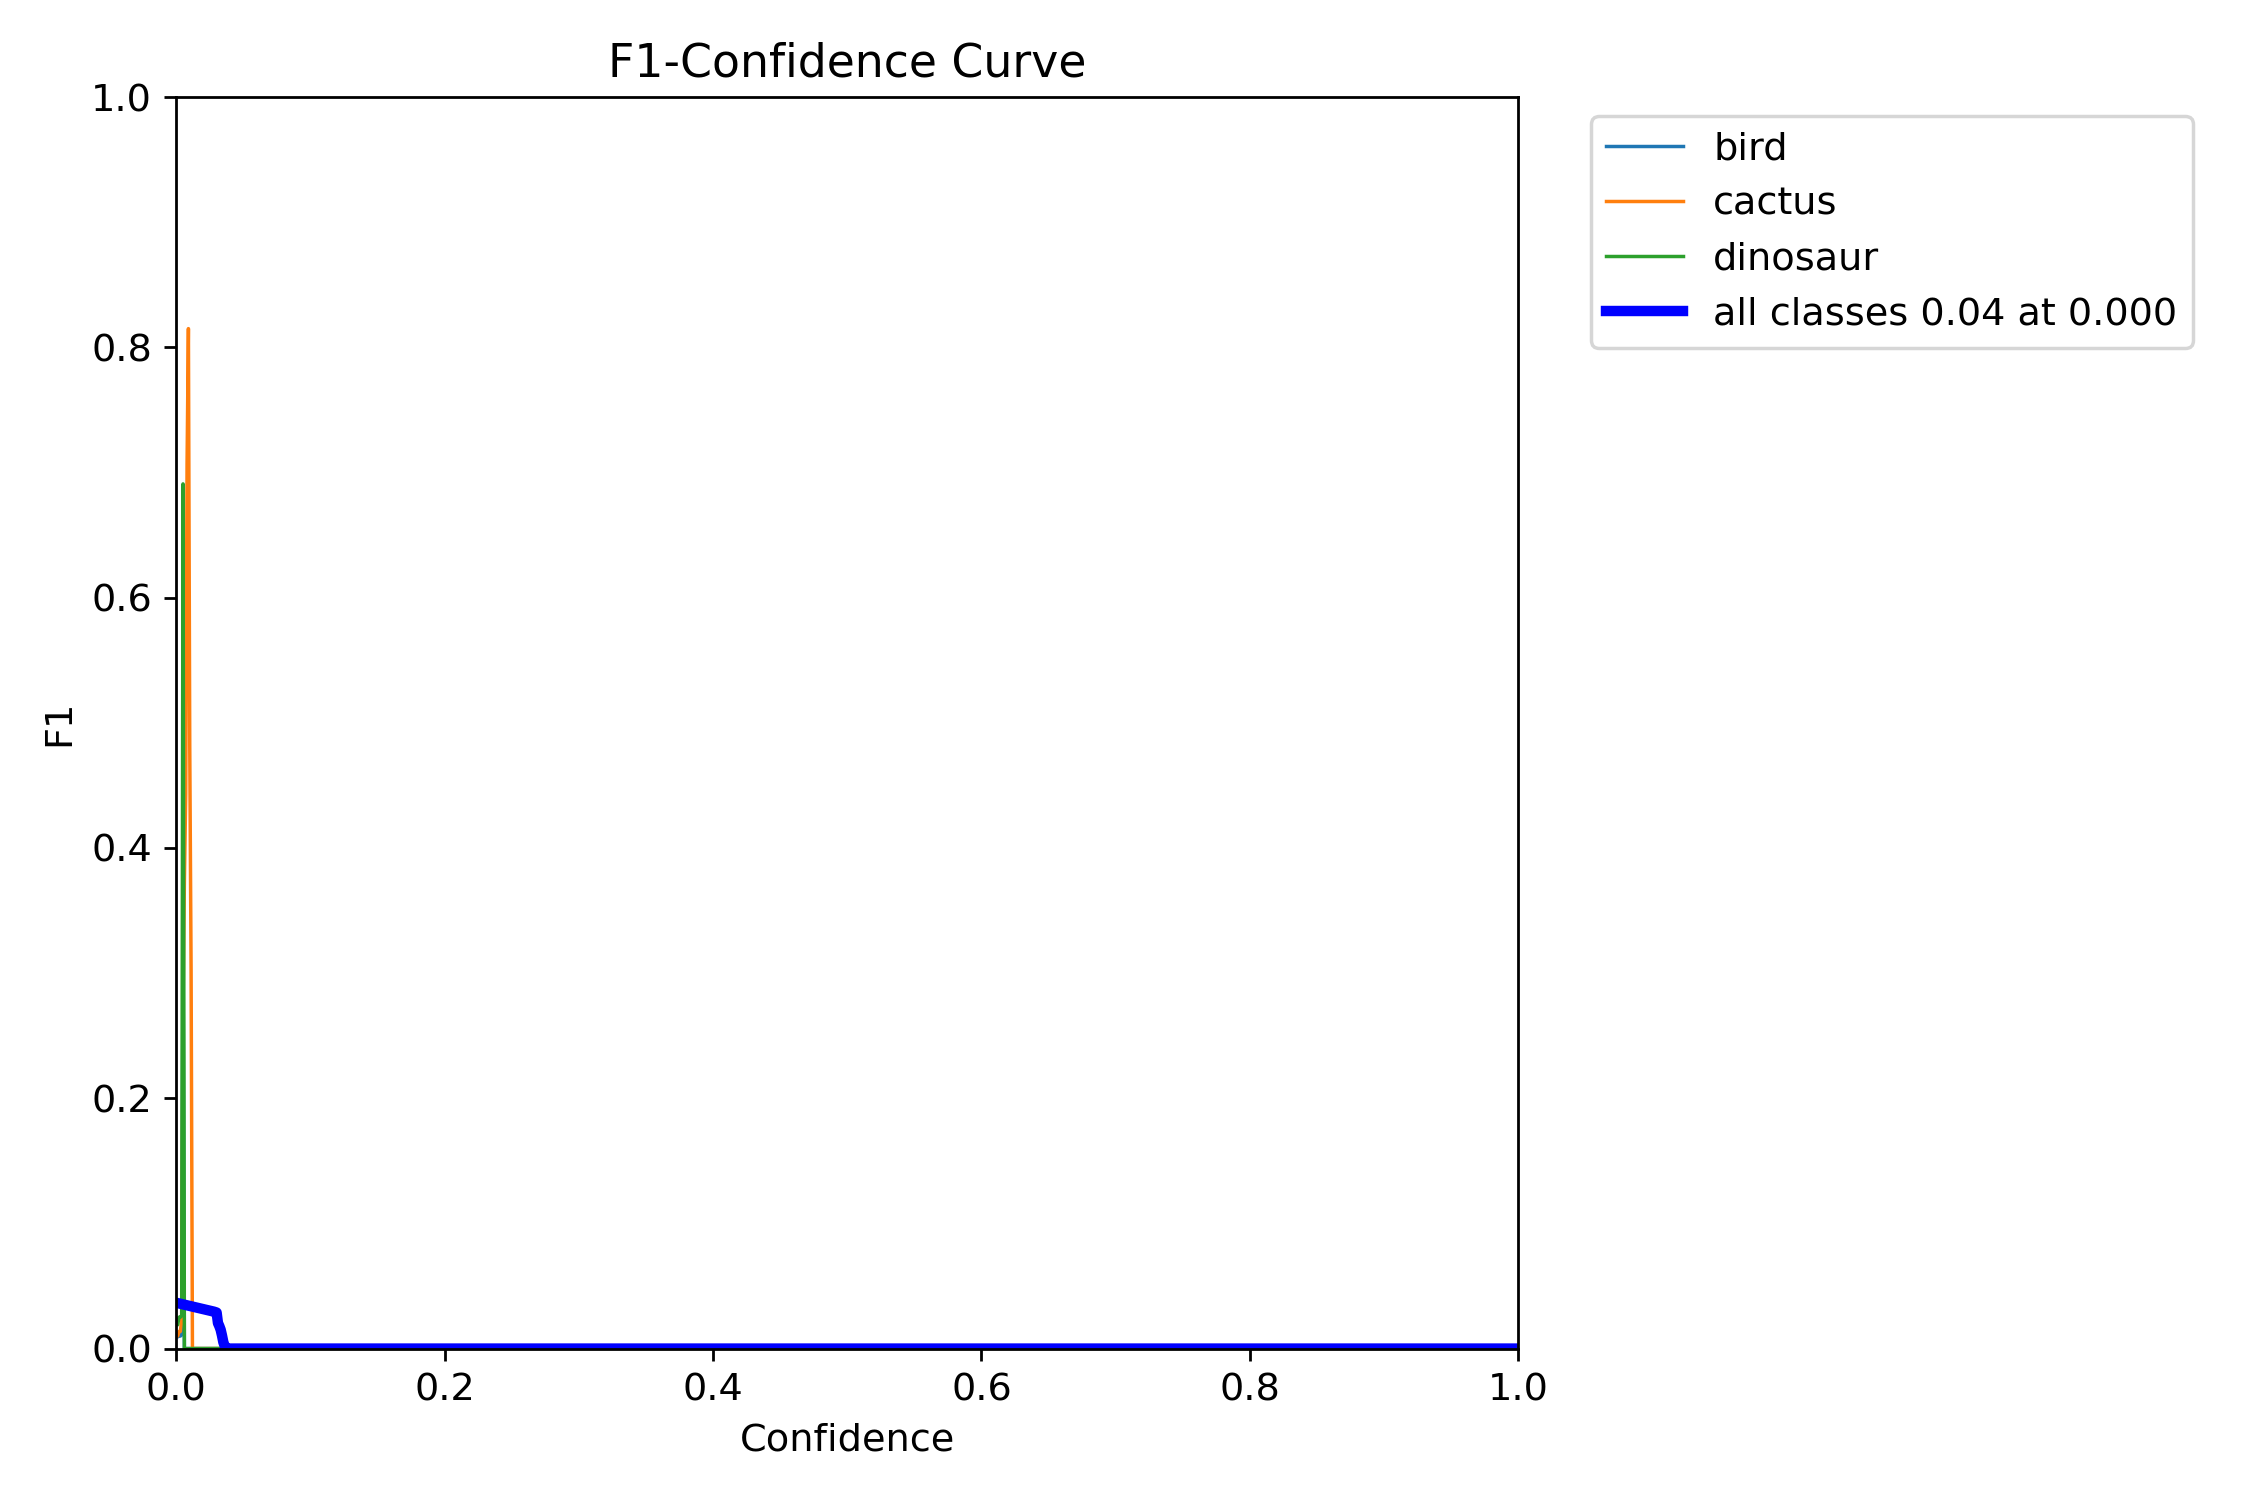 F1-Confidence Curve
1.0
0.8
0.6
0.4
0.2
0.0
F1
0.0 0.2 0.4 0.6 0.8 1.0
Confidence
bird
cactus
dinosaur
all classes 0.04 at 0.000